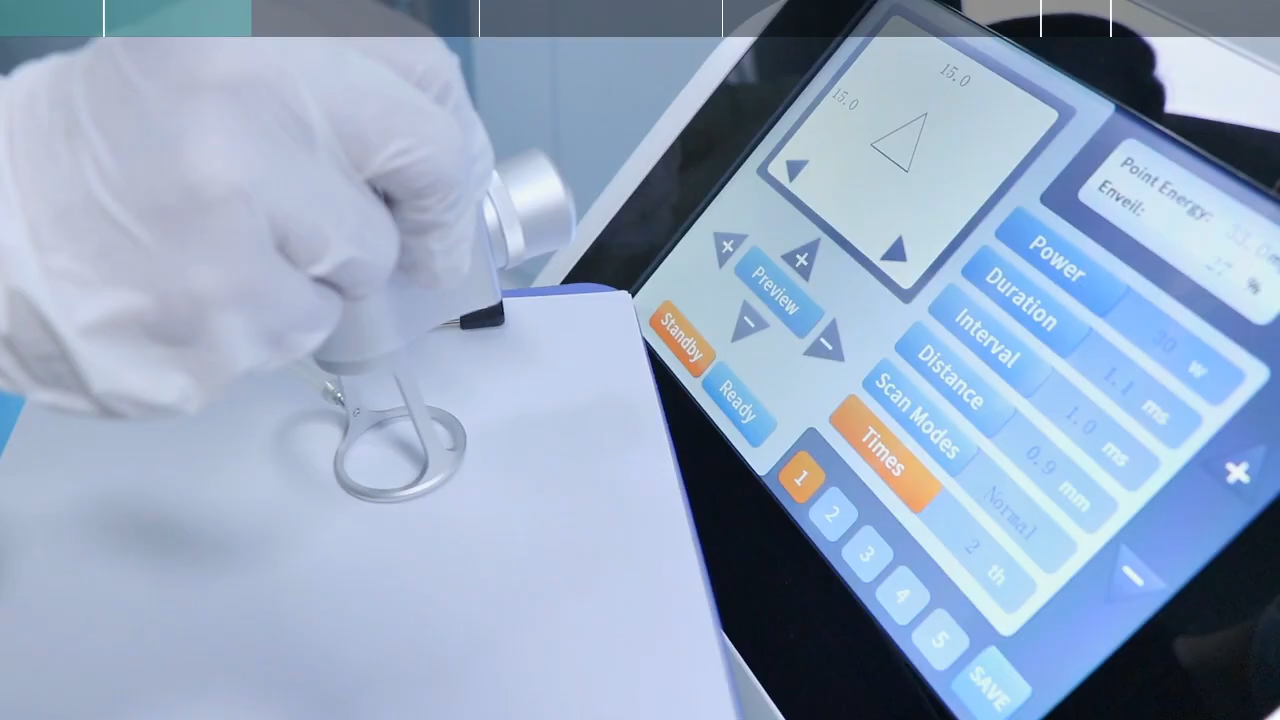 15.0
15.0
Point Energy:
Enveil:
27 %
Power 30 w
Duration 1.1 ms
Interval 1.0 ms
Distance 0.9 mm
Scan Modes Normal
Times 2 th
+ +
Preview
- -
Standby
Ready
1 2 3 4 5
SAVE
+
-